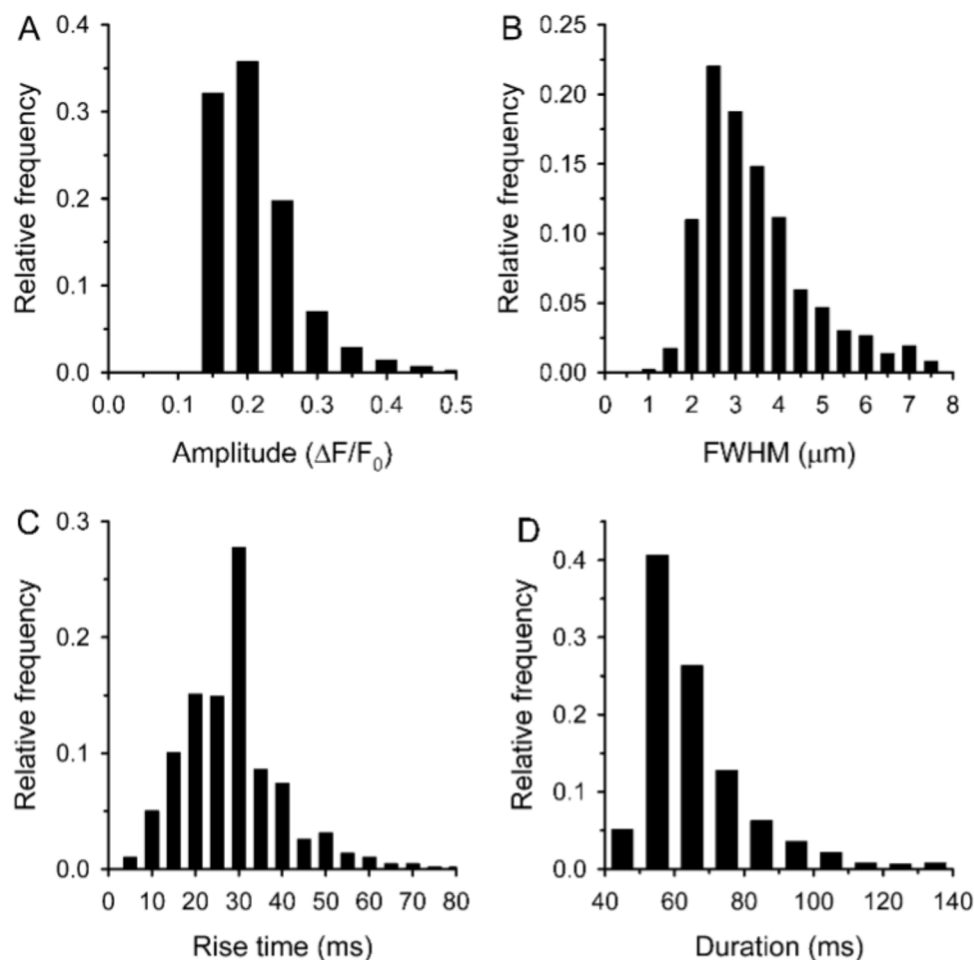 A
0.4
0.3
0.2
0.1
0.0
Relative frequency
0.0 0.1 0.2 0.3 0.4 0.5
Amplitude (ΔF/F₀)
B
0.25
0.20
0.15
0.10
0.05
0.00
Relative frequency
0 1 2 3 4 5 6 7 8
FWHM (μm)
C
0.3
0.2
0.1
0.0
Relative frequency
0 10 20 30 40 50 60 70 80
Rise time (ms)
D
0.4
0.3
0.2
0.1
0.0
Relative frequency
40 60 80 100 120 140
Duration (ms)